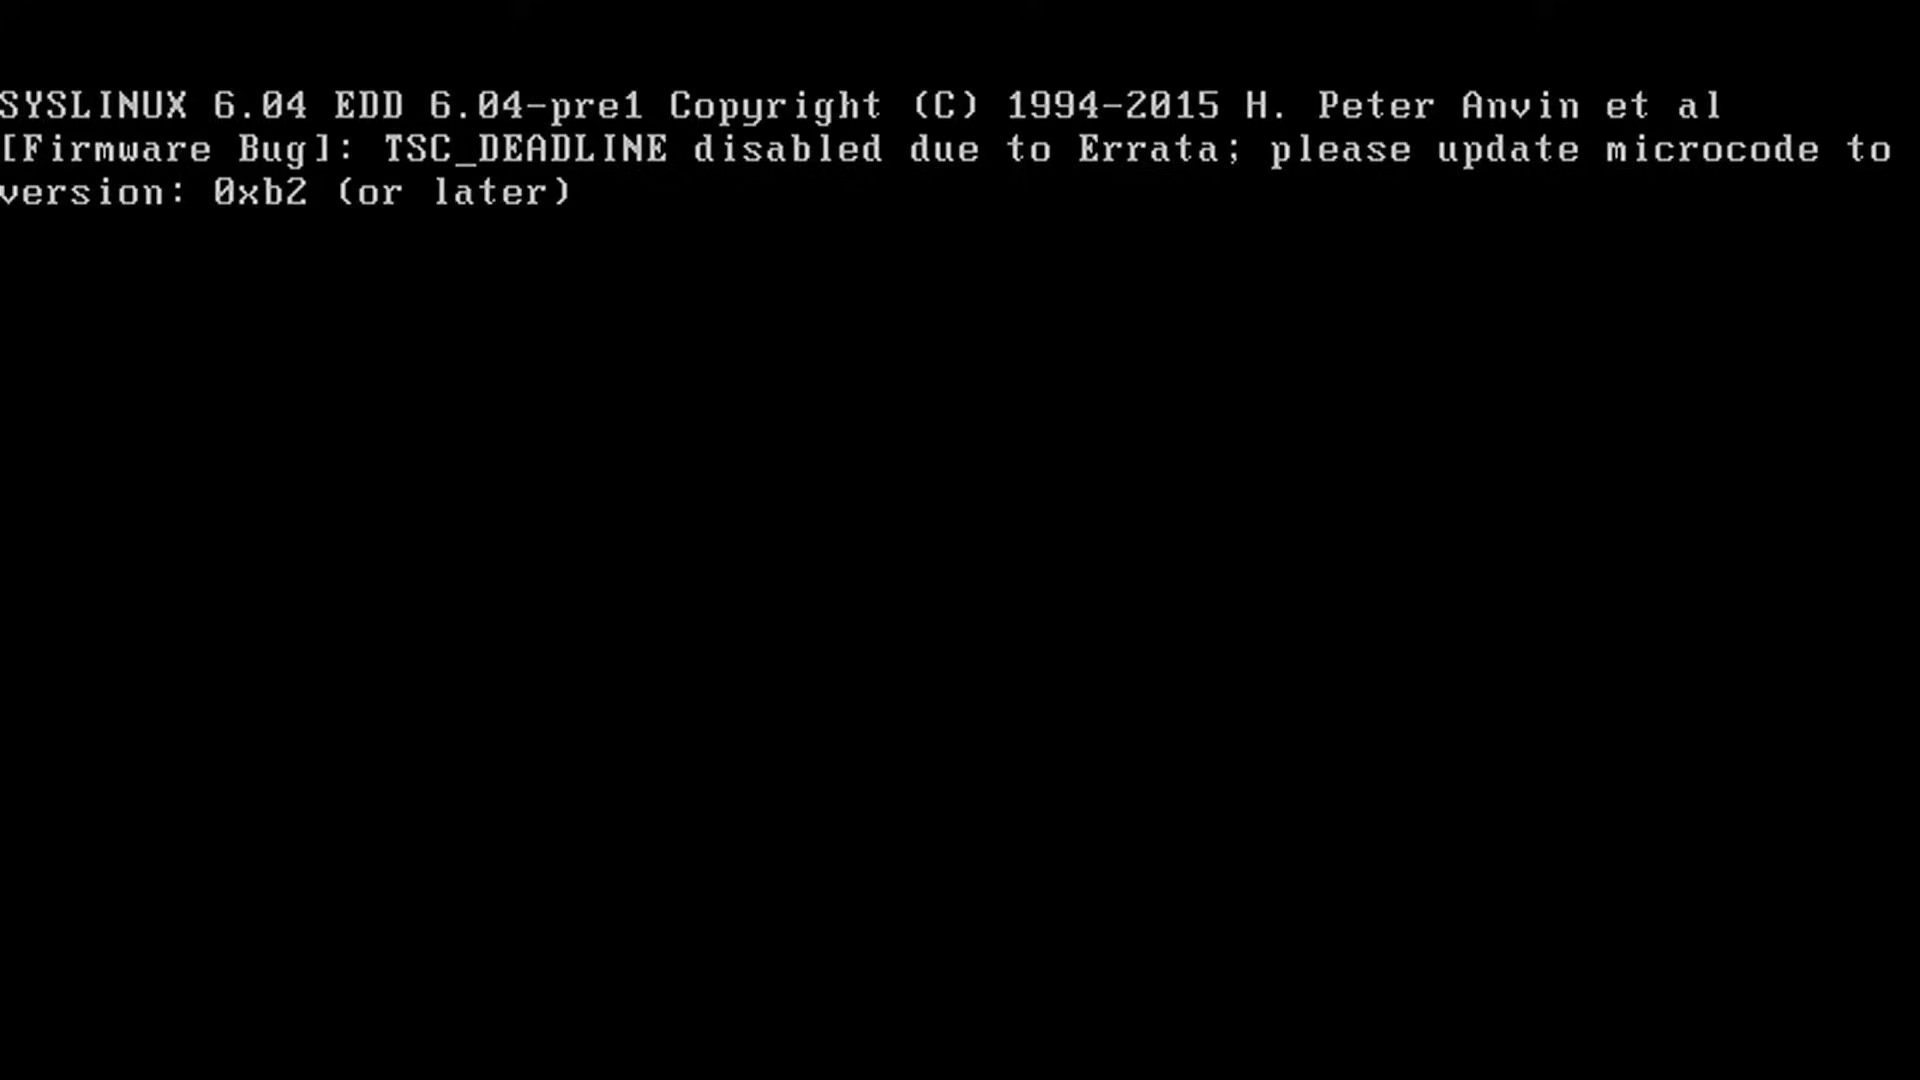 SYSLINUX 6.04 EDD 6.04-pre1 Copyright (C) 1994-2015 H. Peter Anvin et al
[Firmware Bug]: TSC_DEADLINE disabled due to Errata; please update microcode to
version: 0xb2 (or later)